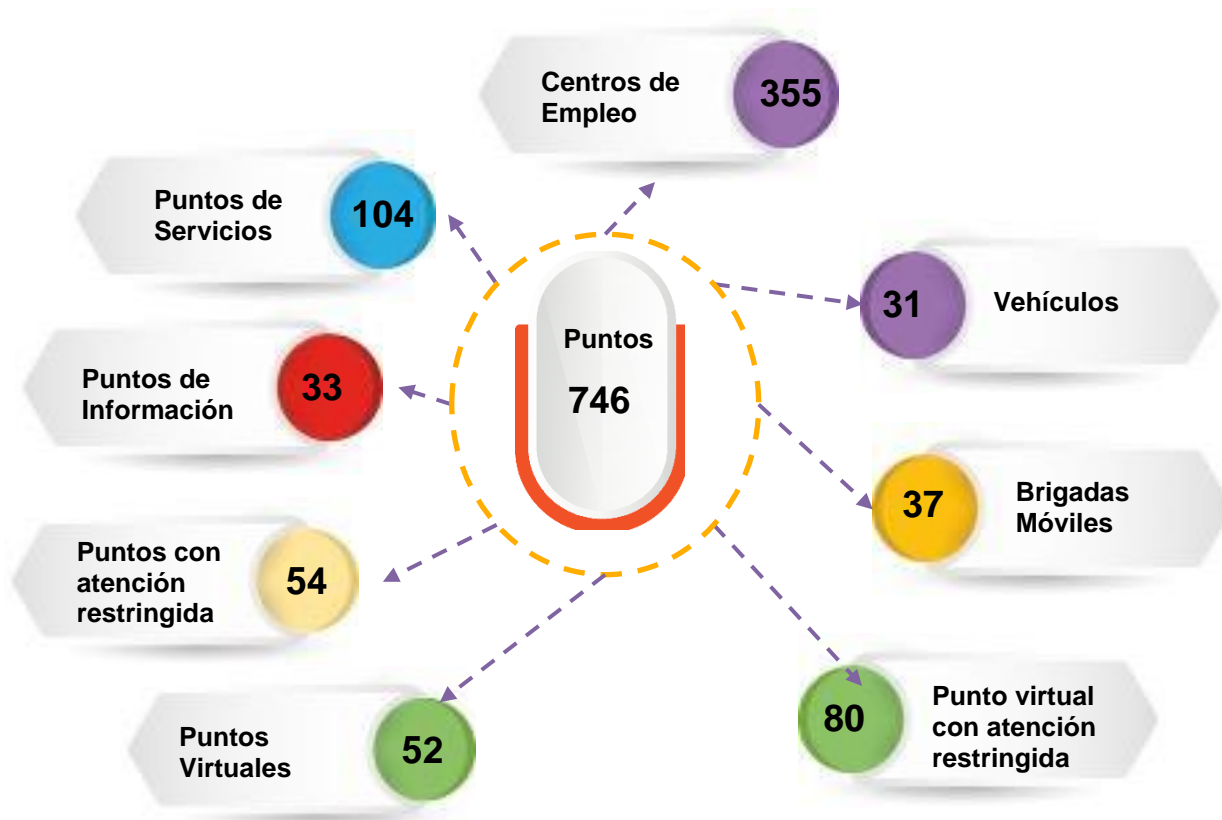 Centros de
Empleo
355
Puntos de
Servicios
104
31
Vehículos
Puntos
746
Puntos de
Información
33
37
Brigadas
Móviles
Puntos con
atención
restringida
54
Puntos
Virtuales
52
80
Punto virtual
con atención
restringida